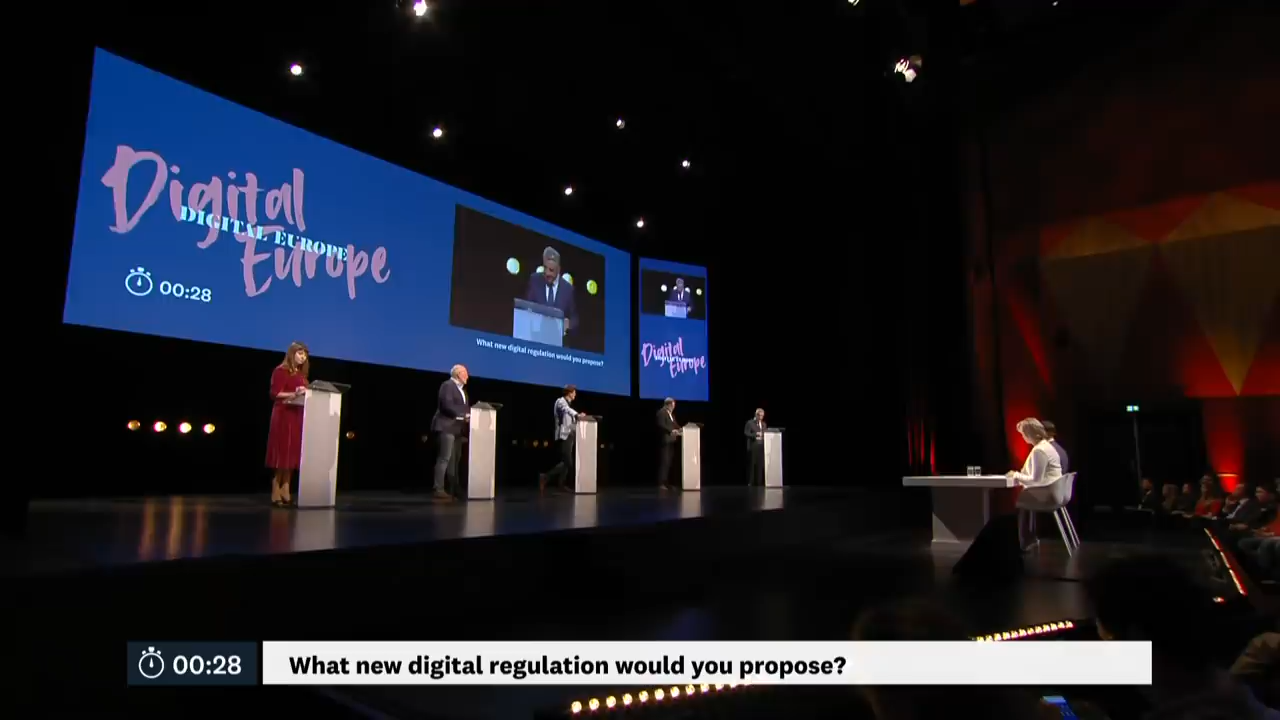 Digital
DIGITAL EUROPE
Europe
00:28
What new digital regulation would you propose?
Digital
Europe
00:28
What new digital regulation would you propose?